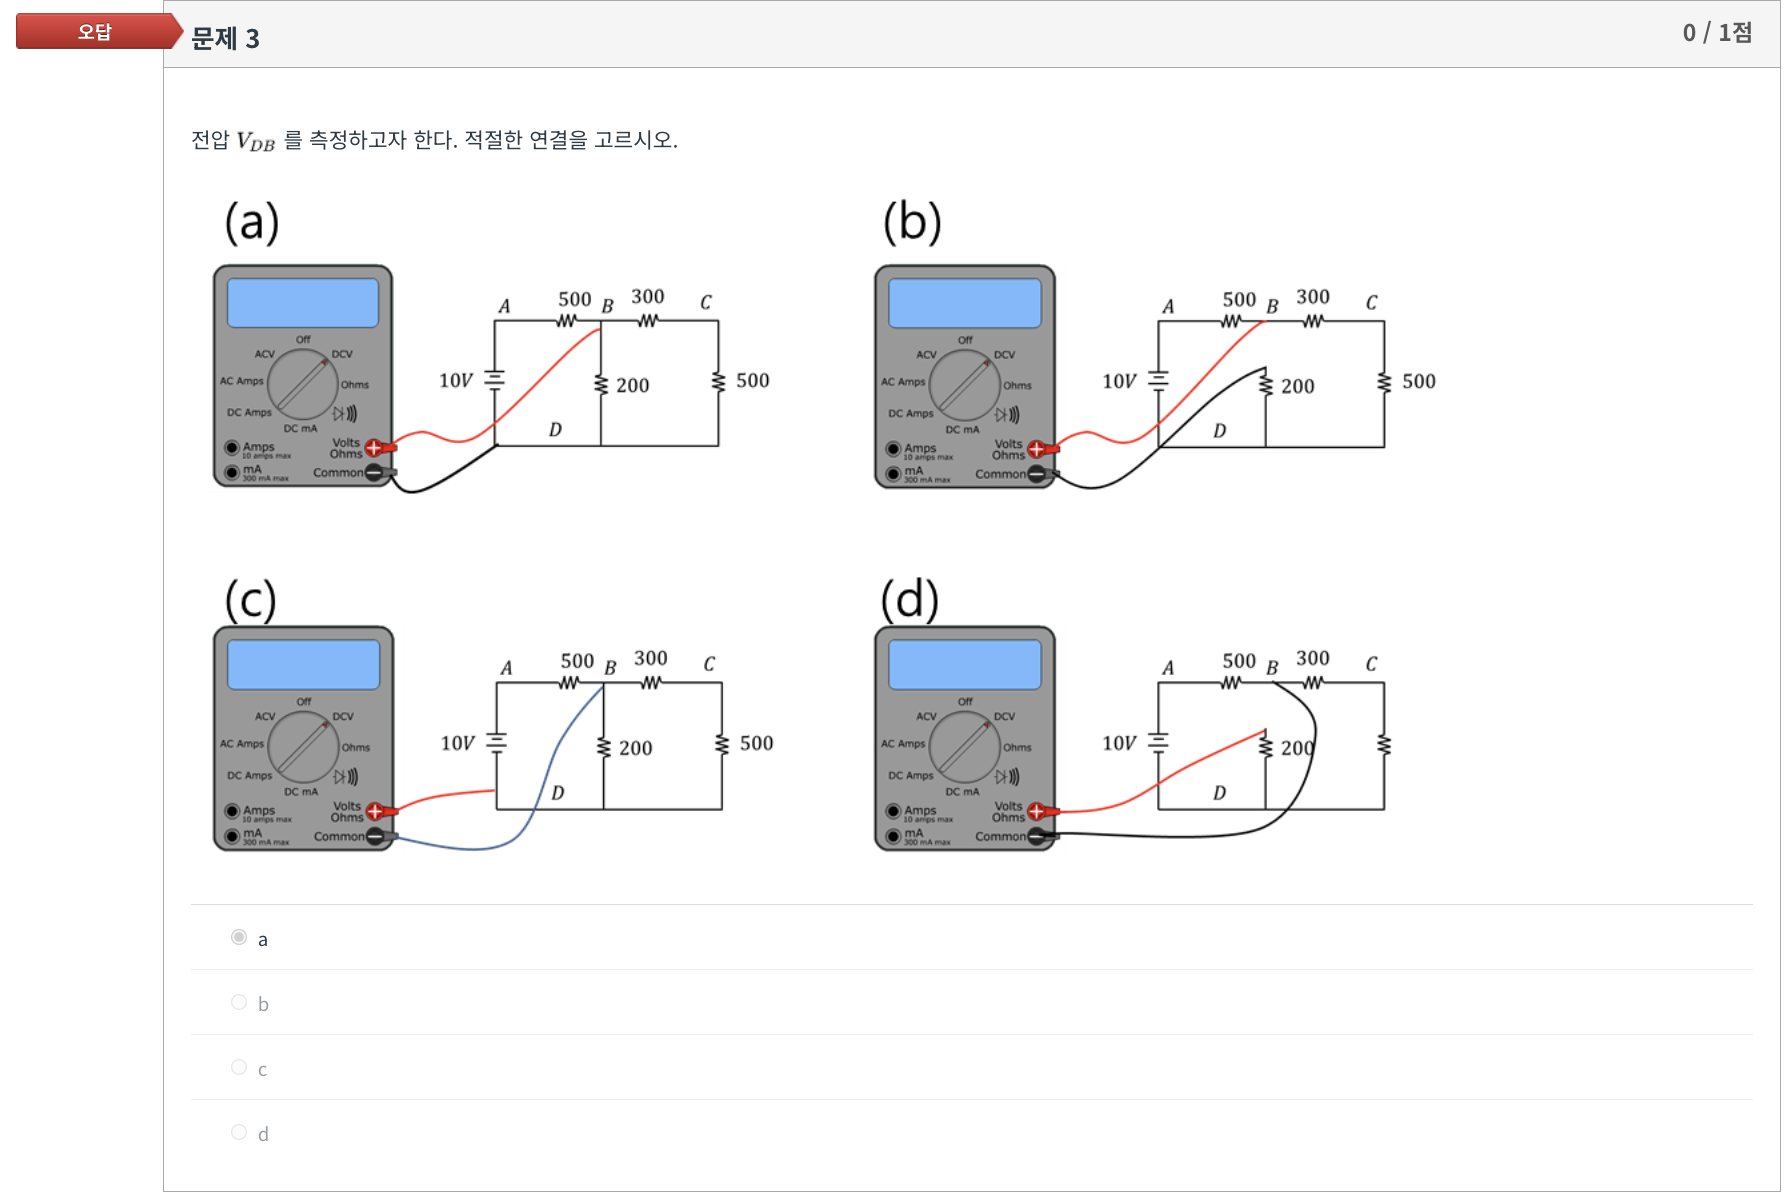 오답
문제 3
0 / 1점
전압 V_DB 를 측정하고자 한다. 적절한 연결을 고르시오.
(a)
Off
ACV
DCV
AC Amps
Ohms
DC Amps
DC mA
Amps
10 amps max
mA
300 mA max
Volts
Ohms
Common
A
500
B
300
C
10V
200
500
D
(b)
Off
ACV
DCV
AC Amps
Ohms
DC Amps
DC mA
Amps
10 amps max
mA
300 mA max
Volts
Ohms
Common
A
500
B
300
C
10V
200
500
D
(c)
Off
ACV
DCV
AC Amps
Ohms
DC Amps
DC mA
Amps
10 amps max
mA
300 mA max
Volts
Ohms
Common
A
500
B
300
C
10V
200
500
D
(d)
Off
ACV
DCV
AC Amps
Ohms
DC Amps
DC mA
Amps
10 amps max
mA
300 mA max
Volts
Ohms
Common
A
500
B
300
C
10V
200
D
a
b
c
d